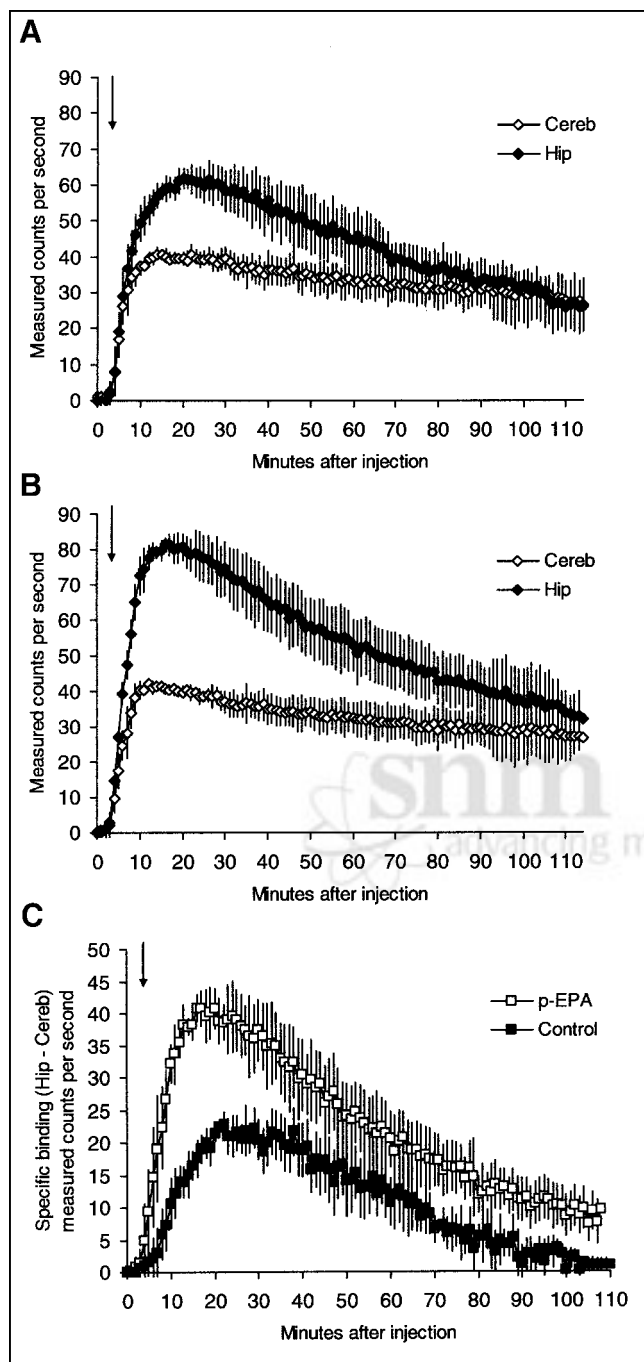 A
90
80
70
60
50
40
30
20
10
0
Measured counts per second
Cereb
Hip
0 10 20 30 40 50 60 70 80 90 100 110
Minutes after injection
B
90
80
70
60
50
40
30
20
10
0
Measured counts per second
Cereb
Hip
0 10 20 30 40 50 60 70 80 90 100 110
Minutes after injection
snm
advancing m
C
50
45
40
35
30
25
20
15
10
5
0
Specific binding (Hip - Cereb)
measured counts per second
p-EPA
Control
0 10 20 30 40 50 60 70 80 90 100 110
Minutes after injection